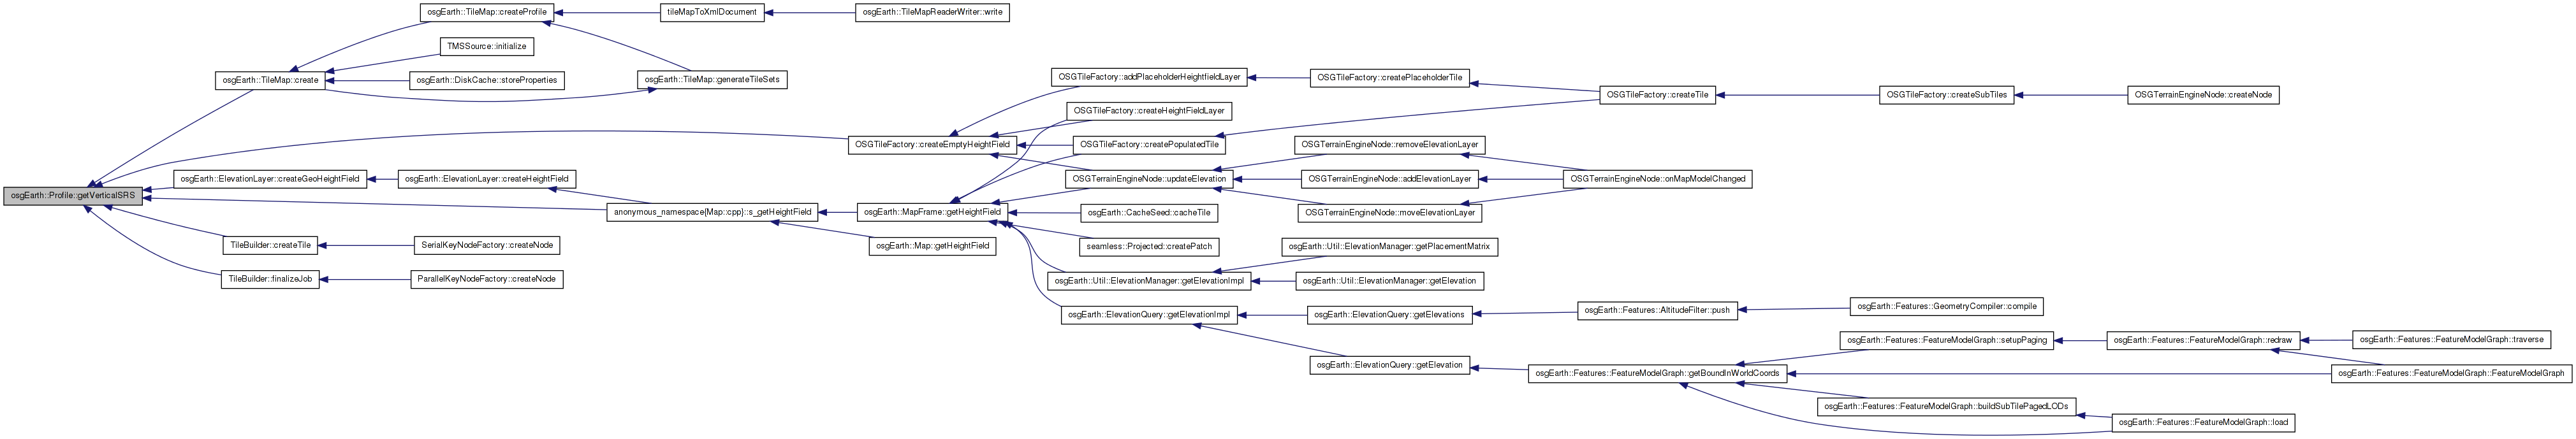 osgEarth::TileMap::createProfile
tileMapToXmlDocument
osgEarth::TileMapReaderWriter::write
TMSSource::initialize
osgEarth::TileMap::create
osgEarth::DiskCache::storeProperties
osgEarth::TileMap::generateTileSets
OSGTileFactory::addPlaceholderHeightfieldLayer
OSGTileFactory::createPlaceholderTile
OSGTileFactory::createTile
OSGTileFactory::createSubTiles
OSGTerrainEngineNode::createNode
OSGTileFactory::createHeightFieldLayer
OSGTileFactory::createEmptyHeightField
OSGTileFactory::createPopulatedTile
OSGTerrainEngineNode::removeElevationLayer
osgEarth::ElevationLayer::createGeoHeightField
osgEarth::ElevationLayer::createHeightField
OSGTerrainEngineNode::updateElevation
OSGTerrainEngineNode::addElevationLayer
OSGTerrainEngineNode::onMapModelChanged
osgEarth::Profile::getVerticalSRS
anonymous_namespace{Map::cpp}::s_getHeightField
osgEarth::MapFrame::getHeightField
osgEarth::CacheSeed::cacheTile
OSGTerrainEngineNode::moveElevationLayer
TileBuilder::createTile
SerialKeyNodeFactory::createNode
osgEarth::Map::getHeightField
seamless::Projected::createPatch
osgEarth::Util::ElevationManager::getPlacementMatrix
TileBuilder::finalizeJob
ParallelKeyNodeFactory::createNode
osgEarth::Util::ElevationManager::getElevationImpl
osgEarth::Util::ElevationManager::getElevation
osgEarth::ElevationQuery::getElevationImpl
osgEarth::ElevationQuery::getElevations
osgEarth::Features::AltitudeFilter::push
osgEarth::Features::GeometryCompiler::compile
osgEarth::Features::FeatureModelGraph::setupPaging
osgEarth::Features::FeatureModelGraph::redraw
osgEarth::Features::FeatureModelGraph::traverse
osgEarth::ElevationQuery::getElevation
osgEarth::Features::FeatureModelGraph::getBoundInWorldCoords
osgEarth::Features::FeatureModelGraph::FeatureModelGraph
osgEarth::Features::FeatureModelGraph::buildSubTilePagedLODs
osgEarth::Features::FeatureModelGraph::load